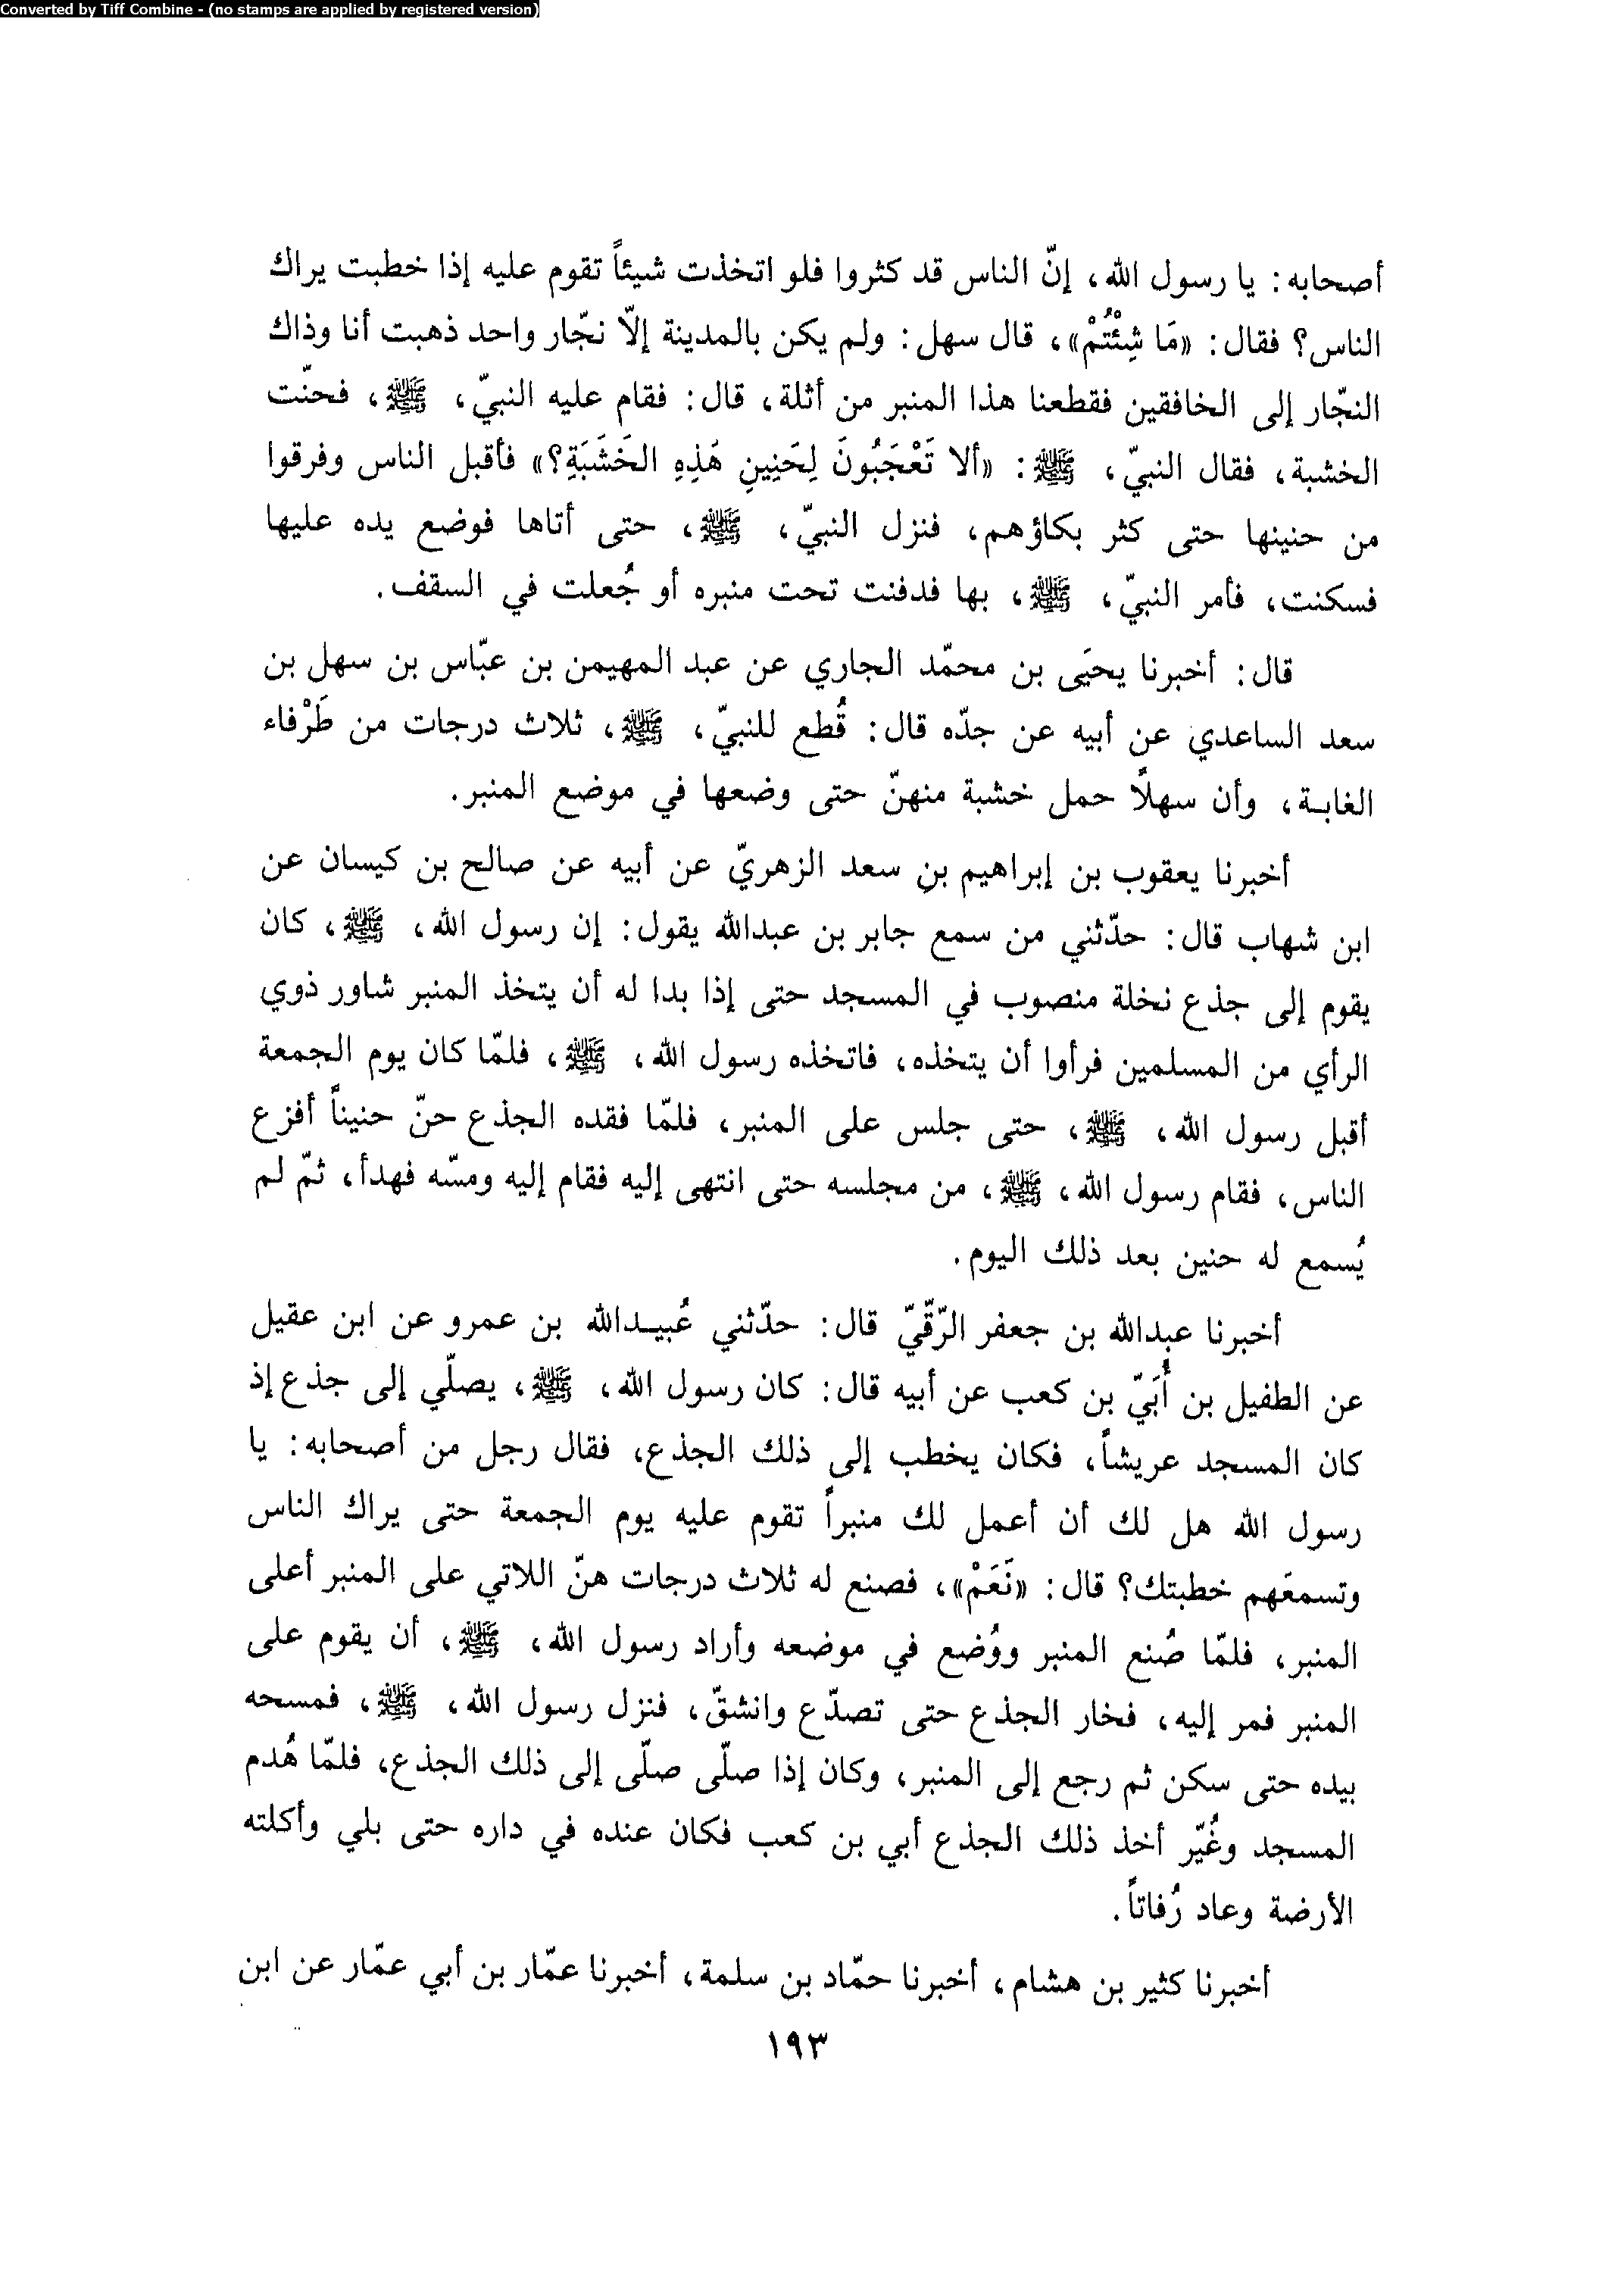 Converted by Tiff Combine - (no stamps are applied by registered version)
أصحابه: يا رسول الله، إنّ الناس قد كثروا فلو اتخذت شيئاً تقوم عليه إذا خطبت يراك
الناس؟ فقال: «مَا شِئْتُمْ»، قال سهل: ولم يكن بالمدينة إلّا نجّار واحد ذهبت أنا وذاك
النجّار إلى الخافقين فقطعنا هذا المنبر من أثلة، قال: فقام عليه النبيّ، ﷺ، فحنّت
الخشبة، فقال النبيّ، ﷺ: «ألا تَعْجَبُونَ لِحَنِينِ هَذِهِ الخَشَبَةِ؟» فأقبل الناس وفرقوا
من حنينها حتى كثر بكاؤهم، فنزل النبيّ، ﷺ، حتى أتاها فوضع يده عليها
فسكنت، فأمر النبيّ، ﷺ، بها فدفنت تحت منبره أو جُعلت في السقف.
قال: أخبرنا يحيَى بن محمّد الجاري عن عبد المهيمن بن عبّاس بن سهل بن
سعد الساعدي عن أبيه عن جدّه قال: قُطع للنبيّ، ﷺ، ثلاث درجات من طَرْفاء
الغابة، وأن سهلًا حمل خشبة منهنّ حتى وضعها في موضع المنبر.
أخبرنا يعقوب بن إبراهيم بنِ سعد الزهريّ عن أبيه عن صالح بن كيسان عن
ابن شهاب قال: حدّثني من سمع جابر بن عبدالله يقول: إن رسول الله، ﷺ، كان
يقوم إلى جذع نخلة منصوب في المسجد حتى إذا بدا له أن يتخذ المنبر شاور ذوي
الرأي من المسلمين فرأوا أن يتخذه، فاتخذه رسول الله، ﷺ، فلمّا كان يوم الجمعة
أقبل رسول الله، ﷺ، حتى جلس على المنبر، فلمّا فقده الجذع حنّ حنيناً أفزع
الناس، فقام رسول الله، ﷺ، من مجلسه حتى انتهى إليه فقام إليه ومسّه فهدأ، ثمّ لم
يُسمع له حنين بعد ذلك اليوم.
أخبرنا عبدالله بن جعفر الرّقّيّ قال: حدّثني عُبيدالله بن عمرو عن ابن عقيل
عن الطفيل بن أُبَيّ بن كعب عن أبيه قال: كان رسول الله، ﷺ، يصلّي إلى جذع إذ
كان المسجد عريشاً، فكان يخطب إلى ذلك الجذع، فقال رجل من أصحابه: يا
رسول الله هل لك أن أعمل لك منبراً تقوم عليه يوم الجمعة حتى يراك الناس
وتسمعَهم خطبتك؟ قال: «نَعَمْ»، فصنع له ثلاث درجات هنّ اللاتي على المنبر أعلى
المنبر، فلمّا صُنع المنبر ووُضع في موضعه وأراد رسول الله، ﷺ، أن يقوم على
المنبر فمر إليه، فخار الجذع حتى تصدّع وانشقّ، فنزل رسول الله، ﷺ، فمسحه
بيده حتى سكن ثم رجع إلى المنبر، وكان إذا صلّى صلّى إلى ذلك الجذع، فلمّا هُدم
المسجد وغُيّر أخذ ذلك الجذع أبي بن كعب فكان عنده في داره حتى بلي وأكلته
الأرضة وعاد رُفاتاً.
أخبرنا كثير بن هشام، أخبرنا حمّاد بن سلمة، أخبرنا عمّار بن أبي عمّار عن ابن
١٩٣